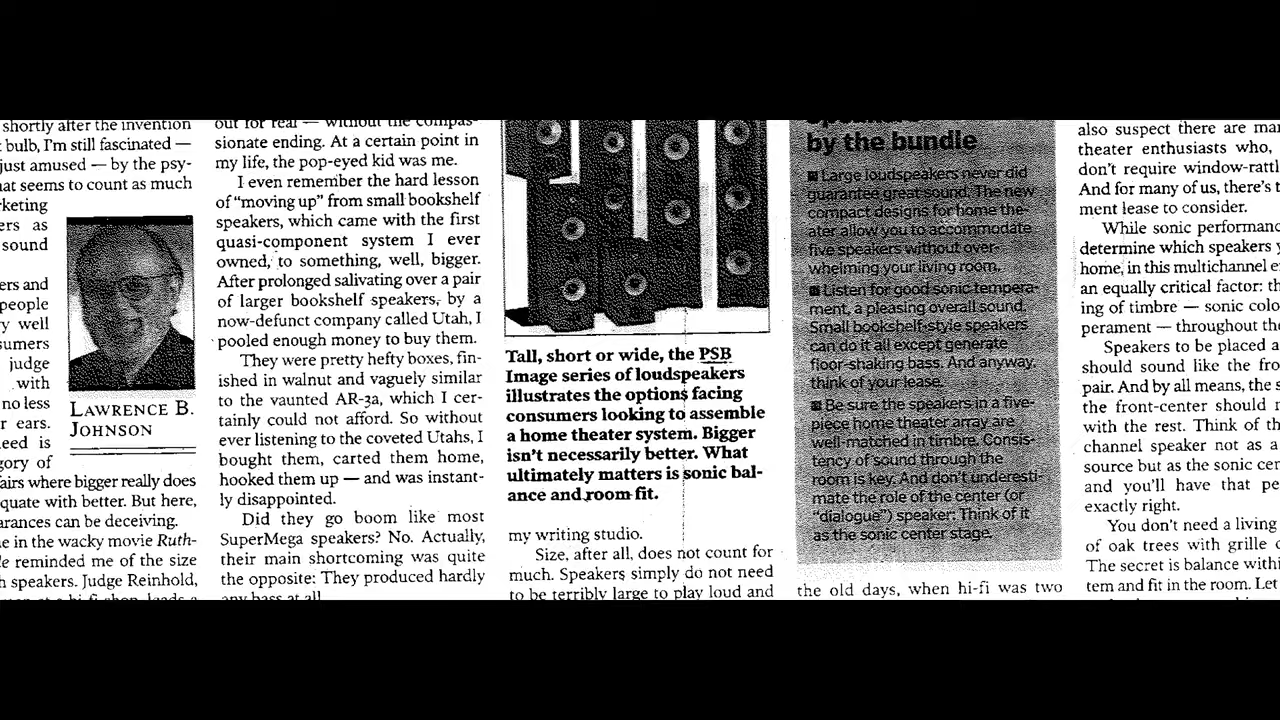 shortly after the invention
bulb, I'm still fascinated —
just amused — by the psy-
at seems to count as much
keting
ers as
sound
ers and
people
y well
sumers
judge
with
no less
r ears.
eed is
gory of
fairs where bigger really does
quate with better. But here,
arances can be deceiving.
e in the wacky movie Ruth-
e reminded me of the size
h speakers. Judge Reinhold,
LAWRENCE B.
JOHNSON
out for real — without the compas-
sionate ending. At a certain point in
my life, the pop-eyed kid was me.
I even remember the hard lesson
of “moving up” from small bookshelf
speakers, which came with the first
quasi-component system I ever
owned, to something, well, bigger.
After prolonged salivating over a pair
of larger bookshelf speakers, by a
now-defunct company called Utah, I
pooled enough money to buy them.
They were pretty hefty boxes, fin-
ished in walnut and vaguely similar
to the vaunted AR-3a, which I cer-
tainly could not afford. So without
ever listening to the coveted Utahs, I
bought them, carted them home,
hooked them up — and was instant-
ly disappointed.
Did they go boom like most
SuperMega speakers? No. Actually,
their main shortcoming was quite
the opposite: They produced hardly
any bass at all
Tall, short or wide, the PSB
Image series of loudspeakers
illustrates the options facing
consumers looking to assemble
a home theater system. Bigger
isn't necessarily better. What
ultimately matters is sonic bal-
ance and room fit.
my writing studio.
Size, after all, does not count for
much. Speakers simply do not need
to be terribly large to play loud and
by the bundle
■ Large loudspeakers never did
guarantee great sound. The new
compact designs for home the-
ater allow you to accommodate
five speakers without over-
whelming your living room.
■ Listen for good sonic tempera-
ment, a pleasing overall sound.
Small bookshelf-style speakers
can do it all except generate
floor-shaking bass. And anyway,
think of your lease.
■ Be sure the speakers in a five-
piece home theater array are
well-matched in timbre. Consis-
tency of sound through the
room is key. And don't underesti-
mate the role of the center (or
“dialogue”) speaker: Think of it
as the sonic center stage.
the old days, when hi-fi was two
also suspect there are man
theater enthusiasts who,
don't require window-rattl
And for many of us, there's t
ment lease to consider.
While sonic performanc
determine which speakers y
home, in this multichannel e
an equally critical factor: th
ing of timbre — sonic colo
perament — throughout the
Speakers to be placed a
should sound like the fro
pair. And by all means, the s
the front-center should n
with the rest. Think of th
channel speaker not as a
source but as the sonic cen
and you'll have that pe
exactly right.
You don't need a living
of oak trees with grille c
The secret is balance withi
tem and fit in the room. Let